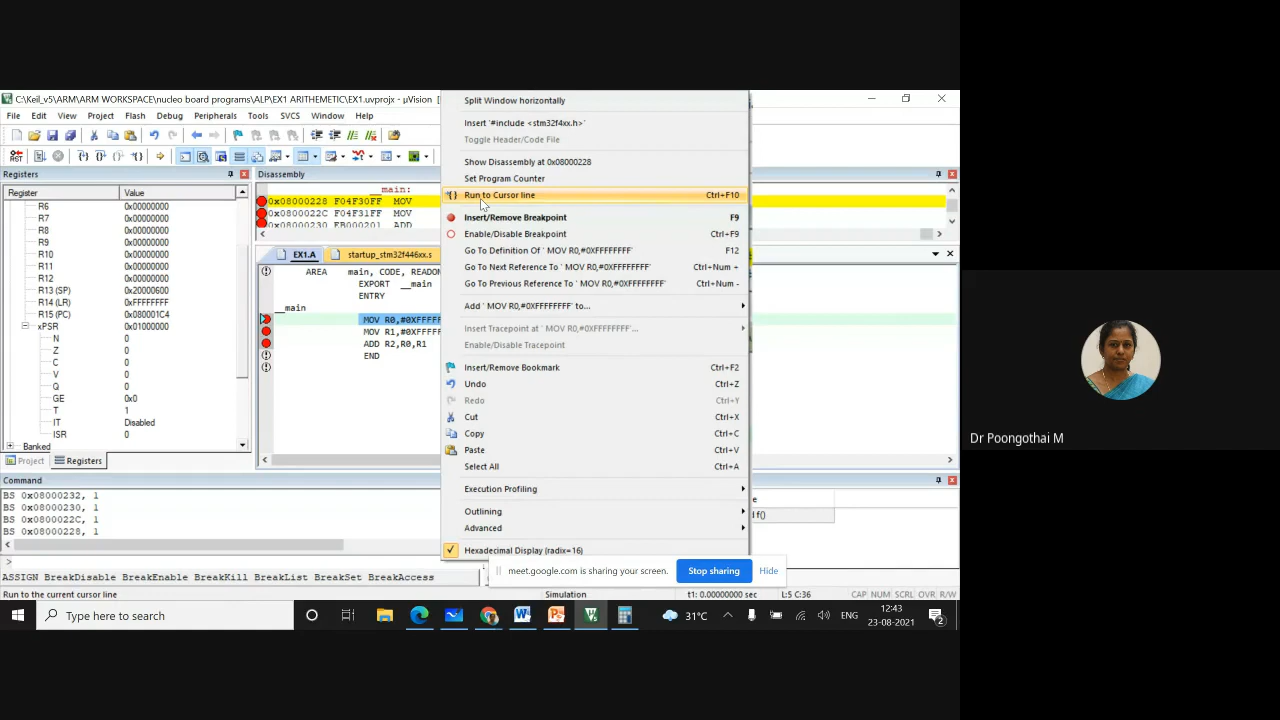 C:\Keil_v5\ARM\ARM WORKSPACE\nucleo board programs\ALP\EX1 ARITHEMETIC\EX1.uvprojx - µVision
File Edit View Project Flash Debug Peripherals Tools SVCS Window Help
Registers
Register Value
R6 0x00000000
R7 0x00000000
R8 0x00000000
R9 0x00000000
R10 0x00000000
R11 0x00000000
R12 0x00000000
R13 (SP) 0x20000600
R14 (LR) 0xFFFFFFFF
R15 (PC) 0x080001C4
xPSR 0x01000000
N 0
Z 0
C 0
V 0
Q 0
GE 0x0
T 1
IT Disabled
ISR 0
Banked
Project Registers
Disassembly
__main:
0x08000228 F04F30FF MOV
0x0800022C F04F31FF MOV
0x08000230 EB000201 ADD
EX1.A startup_stm32f446xx.s
AREA main, CODE, READON
EXPORT __main
ENTRY
__main
MOV R0,#0XFFFFF
MOV R1,#0XFFFFF
ADD R2,R0,R1
END
Split Window horizontally
Insert '#include <stm32f4xx.h>'
Toggle Header/Code File
Show Disassembly at 0x08000228
Set Program Counter
Run to Cursor line Ctrl+F10
Insert/Remove Breakpoint F9
Enable/Disable Breakpoint Ctrl+F9
Go To Definition Of ' MOV R0,#0XFFFFFFFF' F12
Go To Next Reference To ' MOV R0,#0XFFFFFFFF' Ctrl+Num +
Go To Previous Reference To ' MOV R0,#0XFFFFFFFF' Ctrl+Num -
Add ' MOV R0,#0XFFFFFFFF' to...
Insert Tracepoint at ' MOV R0,#0XFFFFFFFF'...
Enable/Disable Tracepoint
Insert/Remove Bookmark Ctrl+F2
Undo Ctrl+Z
Redo Ctrl+Y
Cut Ctrl+X
Copy Ctrl+C
Paste Ctrl+V
Select All Ctrl+A
Execution Profiling
Outlining
Advanced
Hexadecimal Display (radix=16)
Command
BS 0x08000232, 1
BS 0x08000230, 1
BS 0x0800022C, 1
BS 0x08000228, 1
>
ASSIGN BreakDisable BreakEnable BreakKill BreakList BreakSet BreakAccess
d f()
meet.google.com is sharing your screen. Stop sharing Hide
Run to the current cursor line Simulation t1: 0.00000000 sec L:5 C:36 CAP NUM SCRL OVR R/W
Type here to search
31°C ENG 12:43
23-08-2021
2
Dr Poongothai M